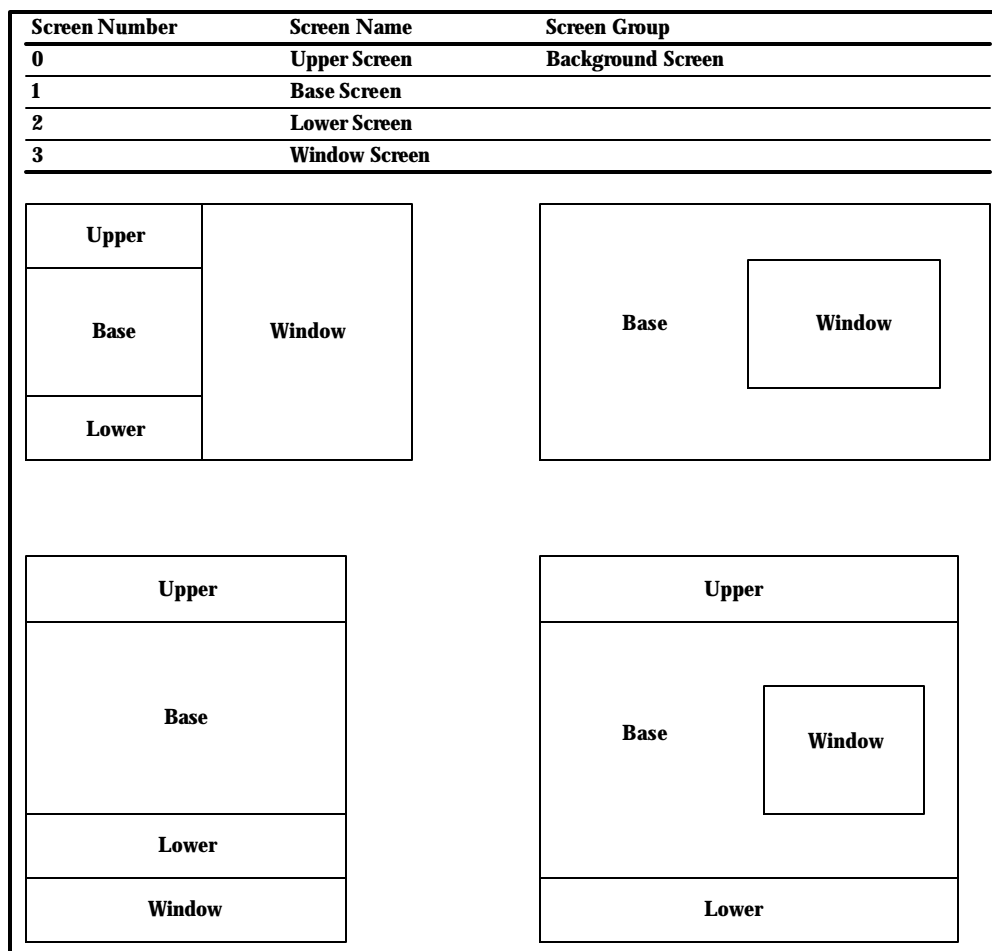 Screen Number Screen Name Screen Group
0 Upper Screen Background Screen
1 Base Screen
2 Lower Screen
3 Window Screen
Upper
Base Window
Lower
Base Window
Upper
Base
Lower
Window
Upper
Base Window
Lower